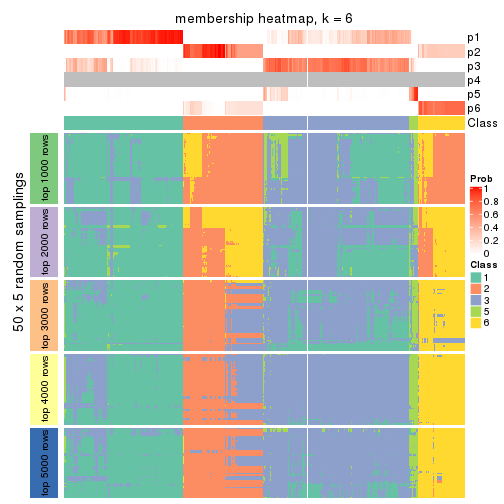 membership heatmap, k = 6
p1
p2
p3
p4
p5
p6
Class
50 x 5 random samplings
top 1000 rows
top 2000 rows
top 3000 rows
top 4000 rows
top 5000 rows
Prob
1
0.8
0.6
0.4
0.2
0
Class
1
2
3
5
6